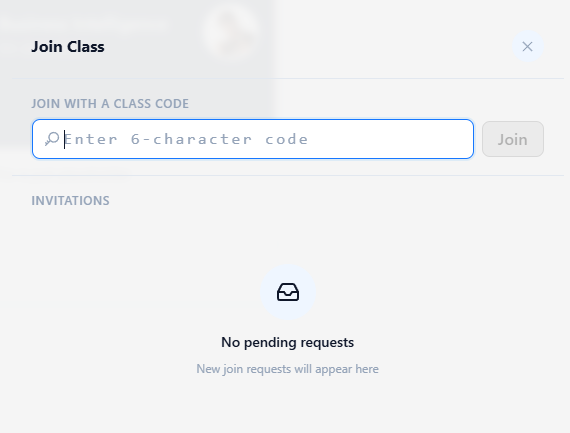 Join Class
JOIN WITH A CLASS CODE
Enter 6-character code
Join
INVITATIONS
No pending requests
New join requests will appear here